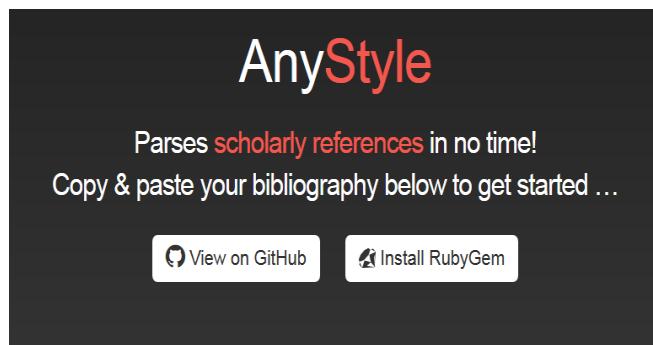 AnyStyle
Parses scholarly references in no time!
Copy & paste your bibliography below to get started …
View on GitHub Install RubyGem